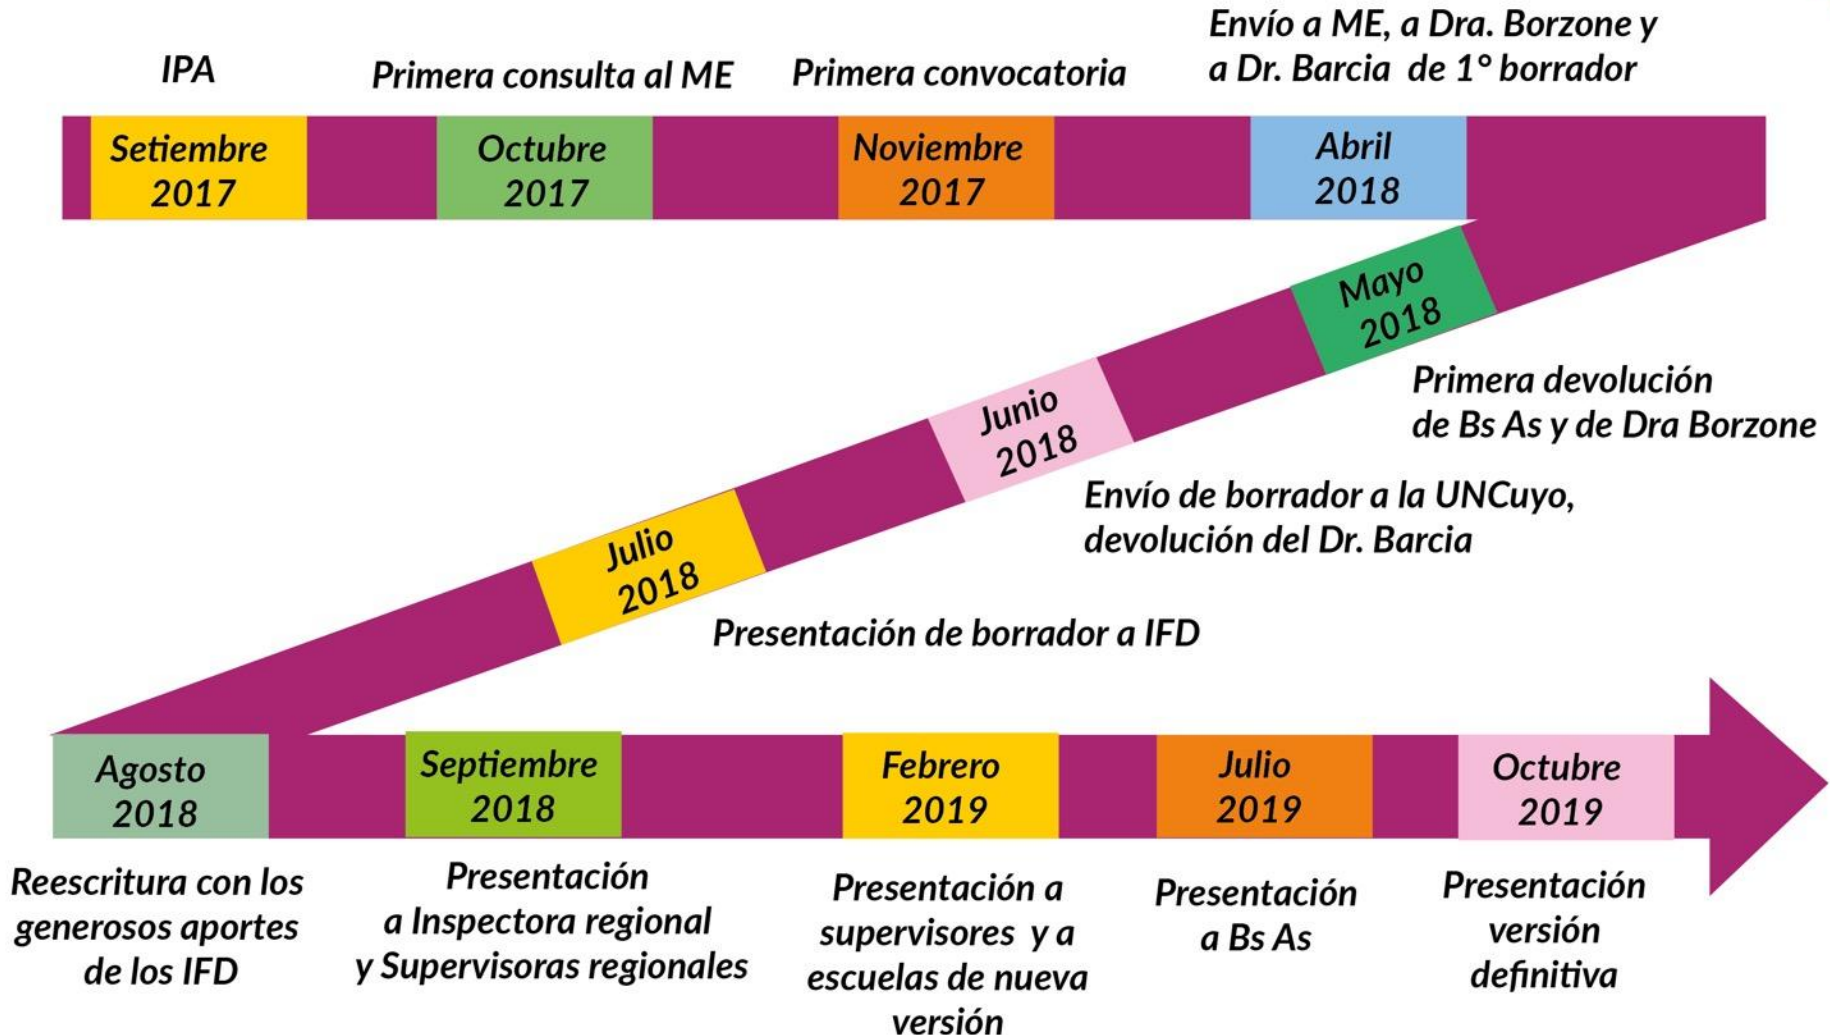 IPA
Setiembre
2017
Primera consulta al ME
Octubre
2017
Primera convocatoria
Noviembre
2017
Envío a ME, a Dra. Borzone y
a Dr. Barcia de 1° borrador
Abril
2018
Mayo
2018
Primera devolución
de Bs As y de Dra Borzone
Junio
2018
Envío de borrador a la UNCuyo,
devolución del Dr. Barcia
Julio
2018
Presentación de borrador a IFD
Agosto
2018
Reescritura con los
generosos aportes
de los IFD
Septiembre
2018
Presentación
a Inspectora regional
y Supervisoras regionales
Febrero
2019
Presentación a
supervisores y a
escuelas de nueva
versión
Julio
2019
Presentación
a Bs As
Octubre
2019
Presentación
versión
definitiva